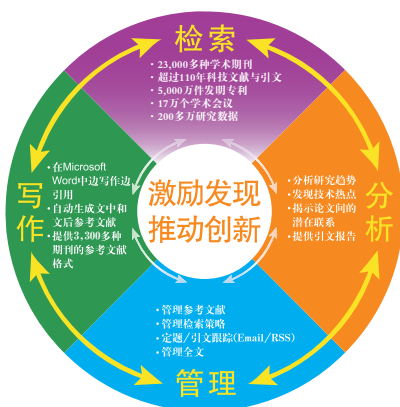 检索
·23,000多种学术期刊
·超过110年科技文献与引文
·5,000万件发明专利
·17万个学术会议
·200多万研究数据
写作
·在Microsoft
Word中边写作边
引用
·自动生成文中和
文后参考文献
·提供3,300多种
期刊的参考文献
格式
激励发现
推动创新
·分析研究趋势
·发现技术热点
·揭示论文间的
潜在联系
·提供引文报告
分析
·管理参考文献
·管理检索策略
·定题/引文跟踪(Email/RSS)
·管理全文
管理